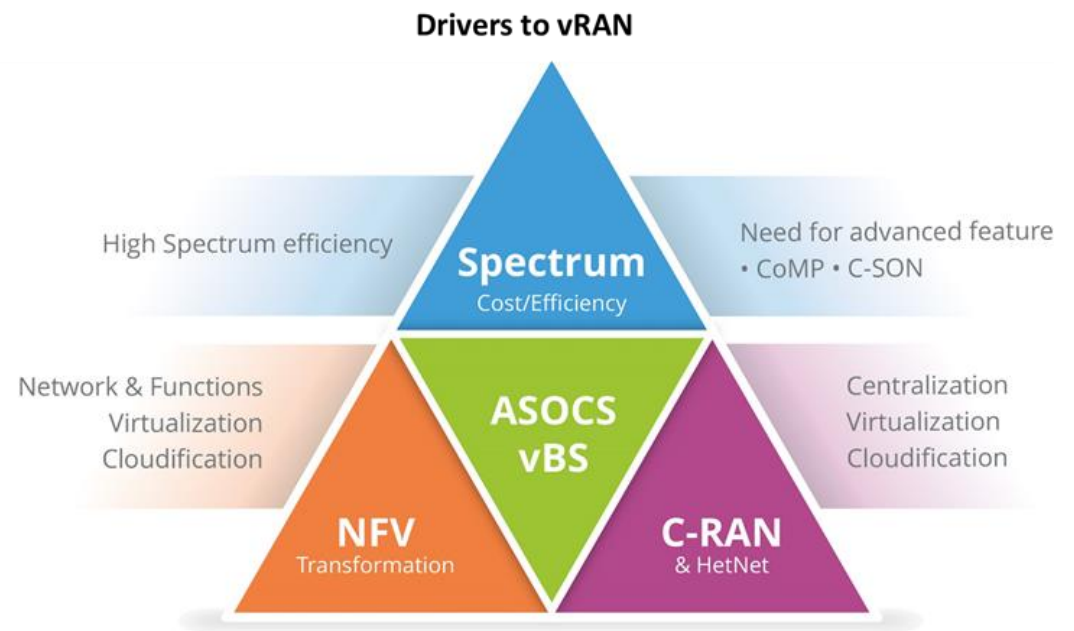 Drivers to vRAN
High Spectrum efficiency
Spectrum
Cost/Efficiency
Need for advanced feature
• CoMP • C-SON
Network & Functions
Virtualization
Cloudification
ASOCS
vBS
Centralization
Virtualization
Cloudification
NFV
Transformation
C-RAN
& HetNet